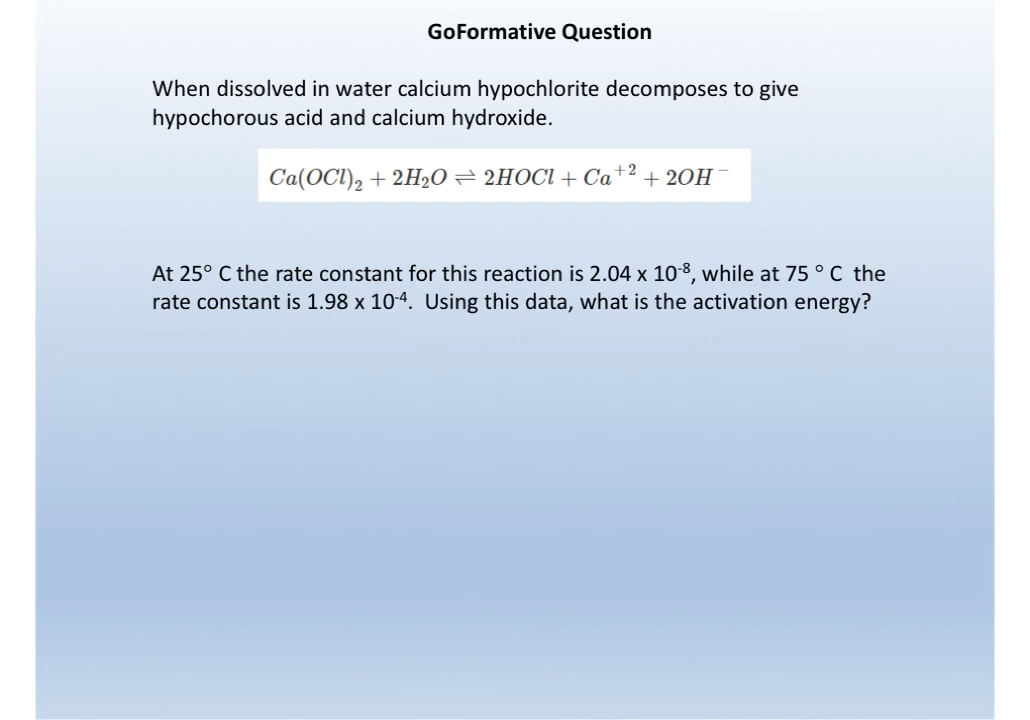 GoFormative Question
When dissolved in water calcium hypochlorite decomposes to give
hypochorous acid and calcium hydroxide.
Ca(OCl)₂ + 2H₂O ⇌ 2HOCl + Ca⁺² + 2OH⁻
At 25° C the rate constant for this reaction is 2.04 x 10⁻⁸, while at 75 ° C the
rate constant is 1.98 x 10⁻⁴. Using this data, what is the activation energy?